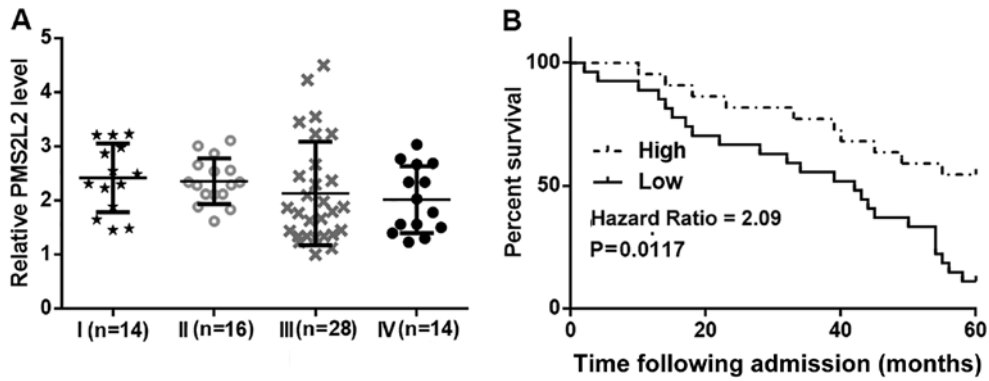 A
Relative PMS2L2 level
5
4
3
2
1
0
I (n=14) II (n=16) III (n=28) IV (n=14)
B
Percent survival
100
50
0
High
Low
Hazard Ratio = 2.09
P=0.0117
0 20 40 60
Time following admission (months)